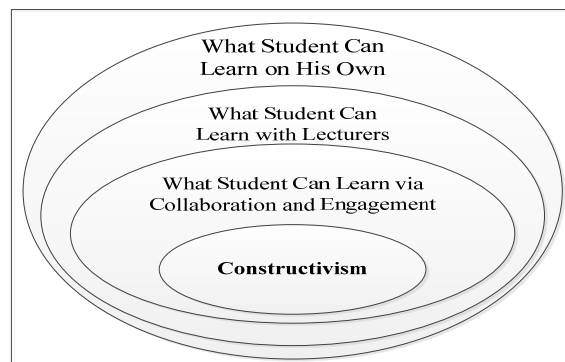 What Student Can
Learn on His Own
What Student Can
Learn with Lecturers
What Student Can Learn via
Collaboration and Engagement
Constructivism